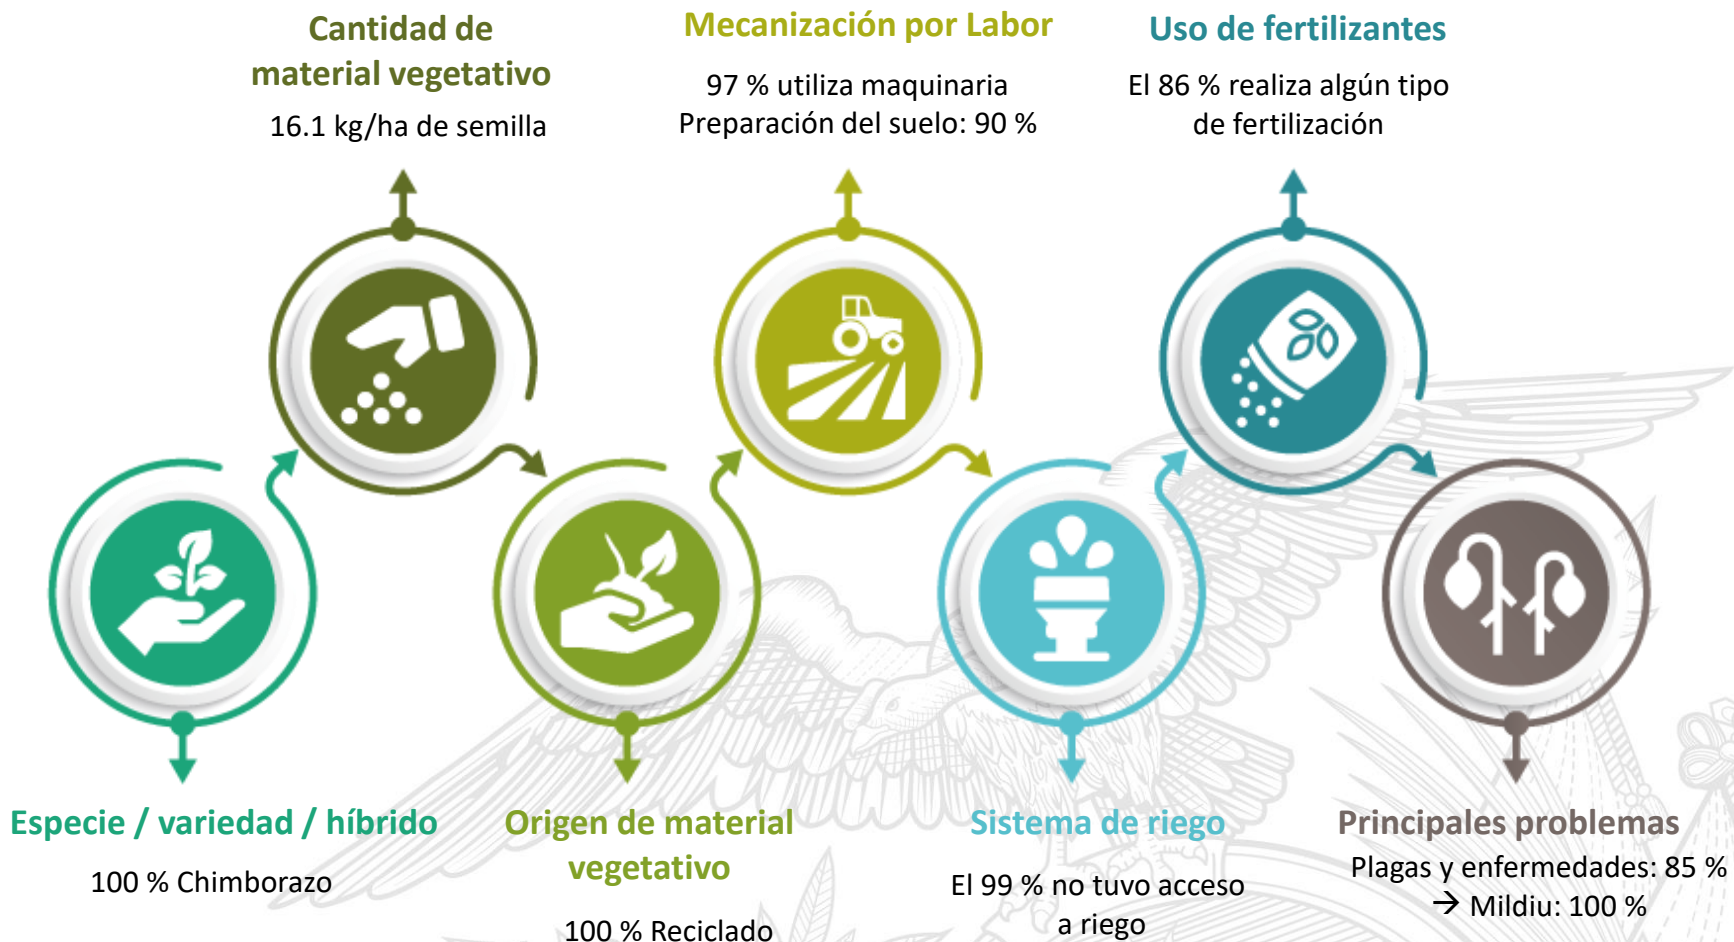 Cantidad de
material vegetativo
16.1 kg/ha de semilla
Mecanización por Labor
97 % utiliza maquinaria
Preparación del suelo: 90 %
Uso de fertilizantes
El 86 % realiza algún tipo
de fertilización
Especie / variedad / híbrido
100 % Chimborazo
Origen de material
vegetativo
100 % Reciclado
Sistema de riego
El 99 % no tuvo acceso
a riego
Principales problemas
Plagas y enfermedades: 85 %
→ Mildiu: 100 %